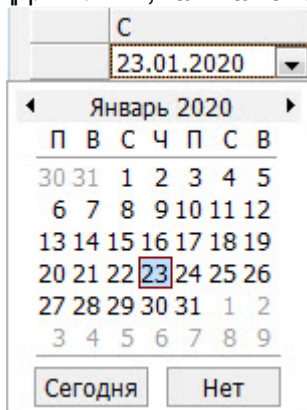 С
23.01.2020
Январь 2020
П В С Ч П С В
30 31 1 2 3 4 5
6 7 8 9 10 11 12
13 14 15 16 17 18 19
20 21 22 23 24 25 26
27 28 29 30 31 1 2
3 4 5 6 7 8 9
Сегодня Нет